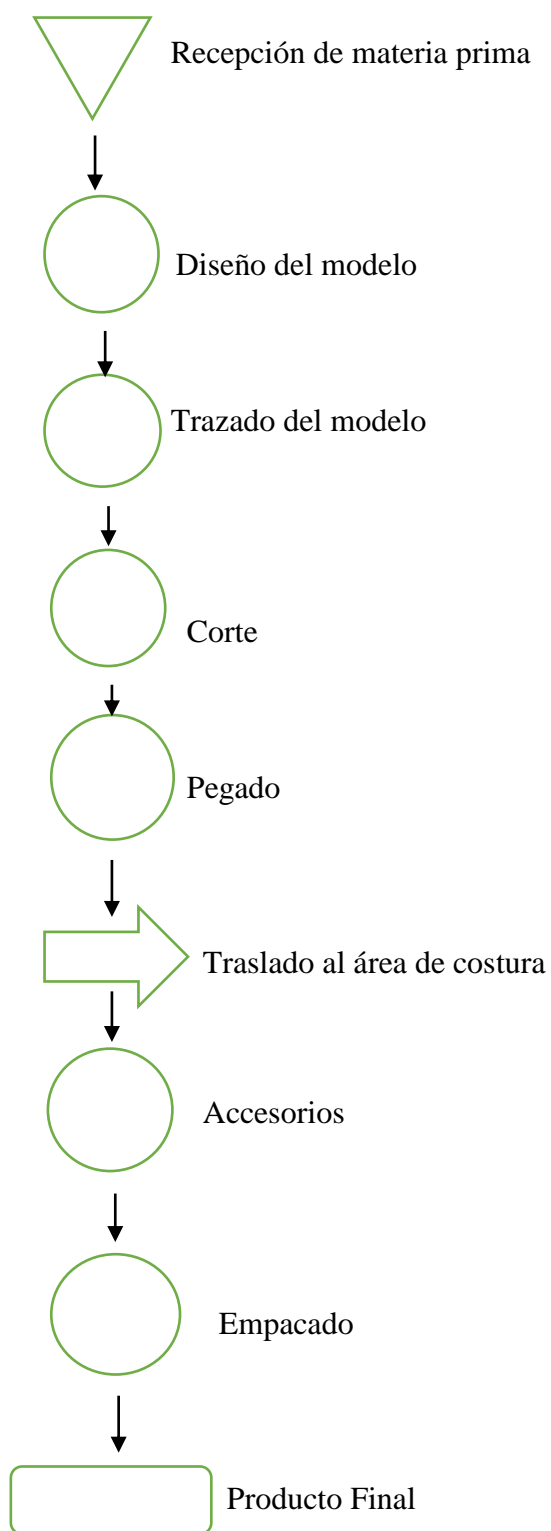 Recepción de materia prima
Diseño del modelo
Trazado del modelo
Corte
Pegado
Traslado al área de costura
Accesorios
Empacado
Producto Final